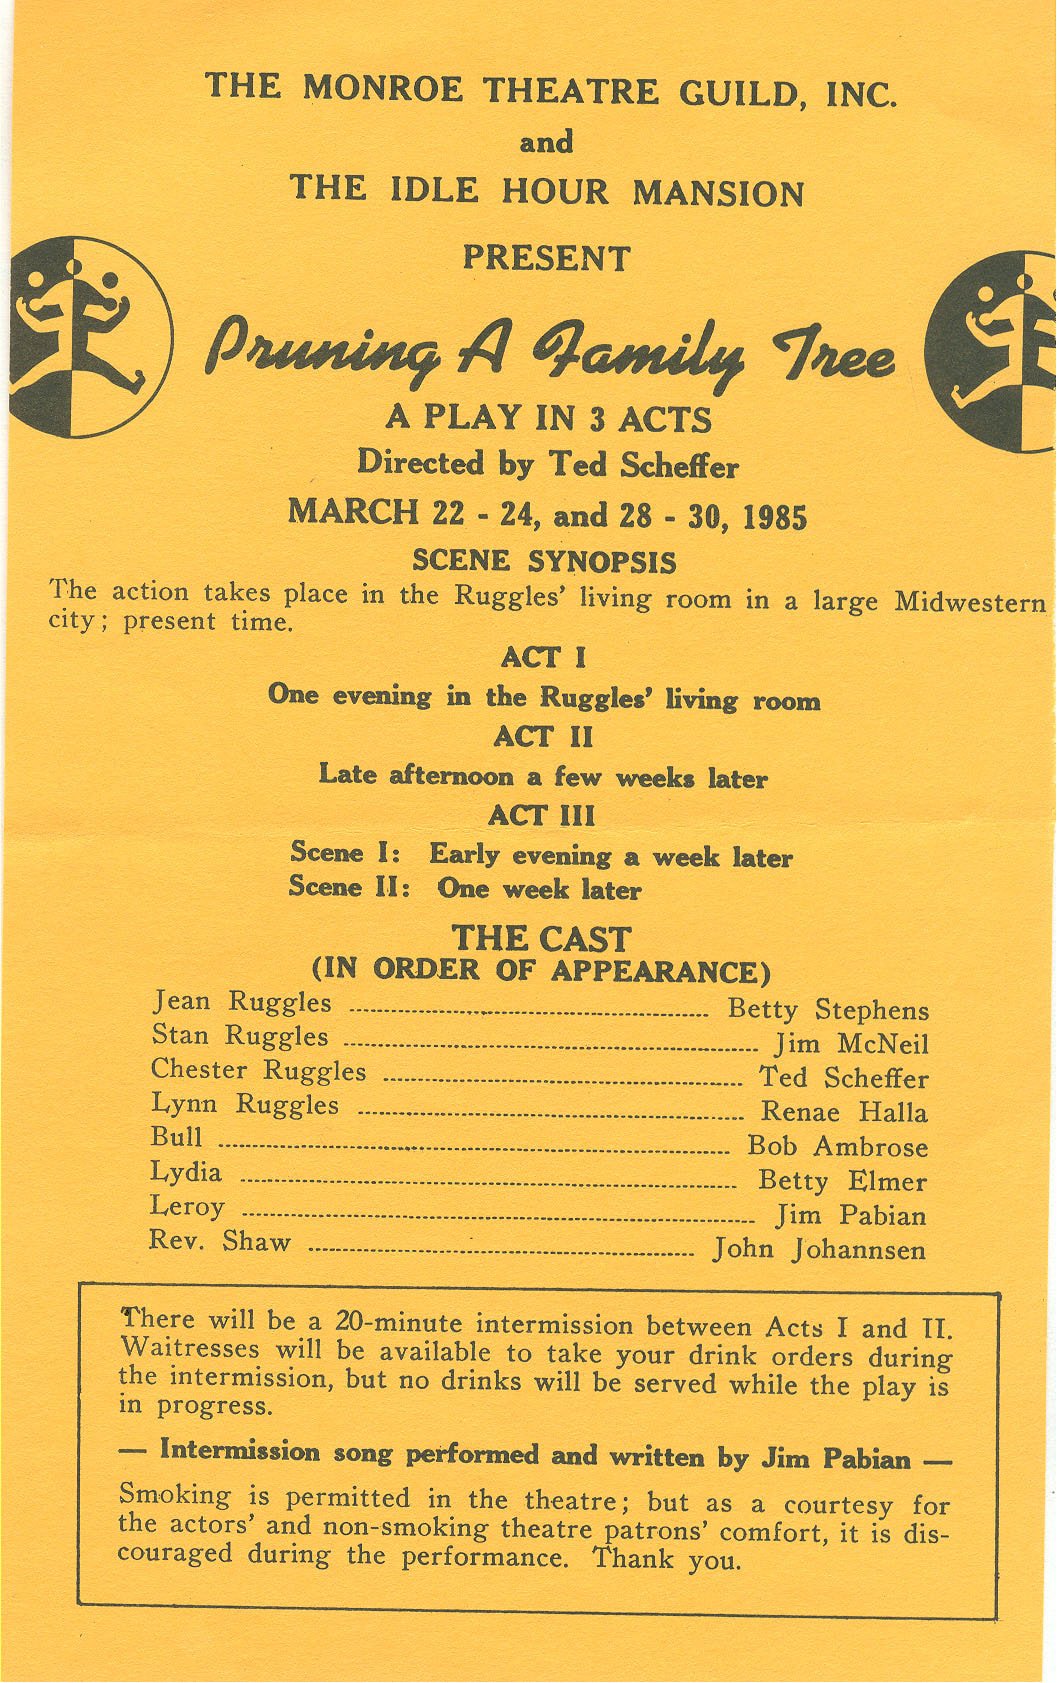 THE MONROE THEATRE GUILD, INC.
and
THE IDLE HOUR MANSION
PRESENT
Pruning A Family Tree
A PLAY IN 3 ACTS
Directed by Ted Scheffer
MARCH 22 - 24, and 28 - 30, 1985
SCENE SYNOPSIS
The action takes place in the Ruggles' living room in a large Midwestern
city; present time.
ACT I
One evening in the Ruggles' living room
ACT II
Late afternoon a few weeks later
ACT III
Scene I: Early evening a week later
Scene II: One week later
THE CAST
(IN ORDER OF APPEARANCE)
Jean Ruggles ........ Betty Stephens
Stan Ruggles ........ Jim McNeil
Chester Ruggles ........ Ted Scheffer
Lynn Ruggles ........ Renae Halla
Bull ........ Bob Ambrose
Lydia ........ Betty Elmer
Leroy ........ Jim Pabian
Rev. Shaw ........ John Johannsen
There will be a 20-minute intermission between Acts I and II.
Waitresses will be available to take your drink orders during
the intermission, but no drinks will be served while the play is
in progress.
— Intermission song performed and written by Jim Pabian —
Smoking is permitted in the theatre; but as a courtesy for
the actors' and non-smoking theatre patrons' comfort, it is dis-
couraged during the performance. Thank you.